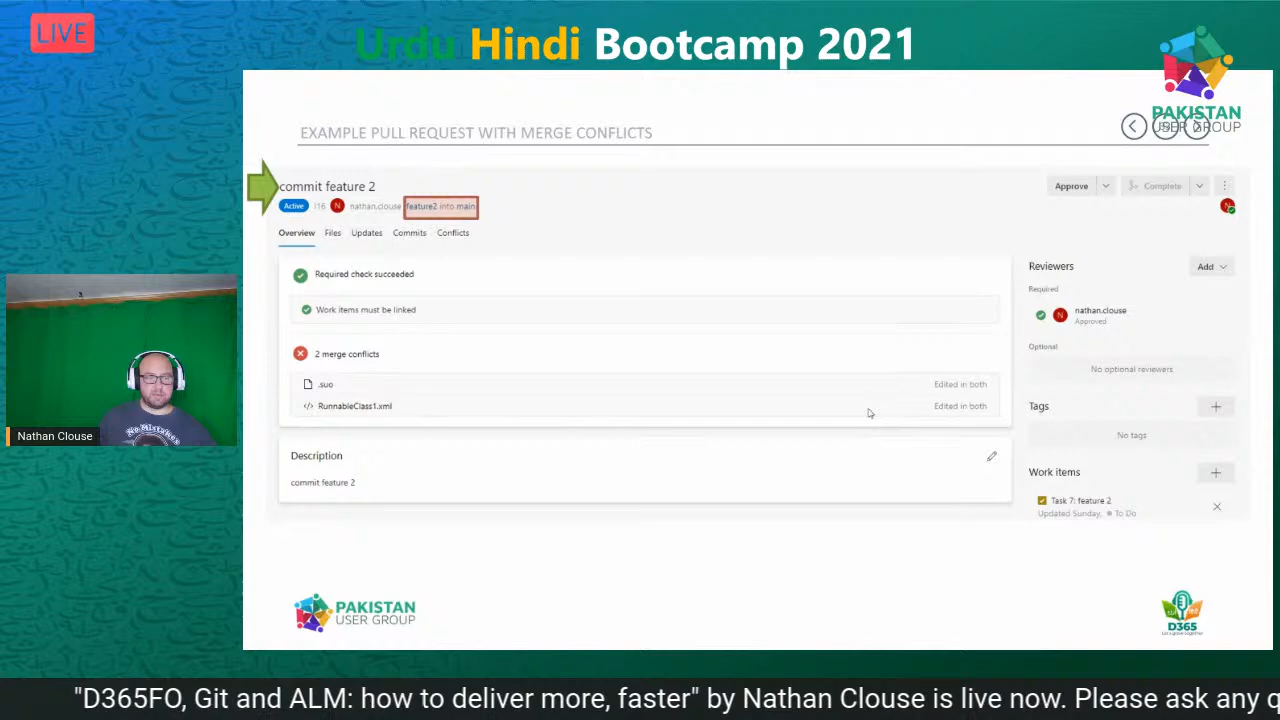 LIVE
Urdu Hindi Bootcamp 2021
PAKISTAN
USER GROUP
EXAMPLE PULL REQUEST WITH MERGE CONFLICTS
commit feature 2
Approve
Complete
Active
!16
N
nathan.clouse
feature2 into main
N
Overview
Files
Updates
Commits
Conflicts
Required check succeeded
Reviewers
Add
Required
Work items must be linked
N
nathan.clouse
Approved
Optional
2 merge conflicts
No optional reviewers
.suo
Edited in both
RunnableClass1.xml
Edited in both
Tags
No tags
Description
commit feature 2
Work items
Task 7: feature 2
Updated Sunday, To Do
No Mistakes
Nathan Clouse
PAKISTAN
USER GROUP
D365
"D365FO, Git and ALM: how to deliver more, faster" by Nathan Clouse is live now. Please ask any q